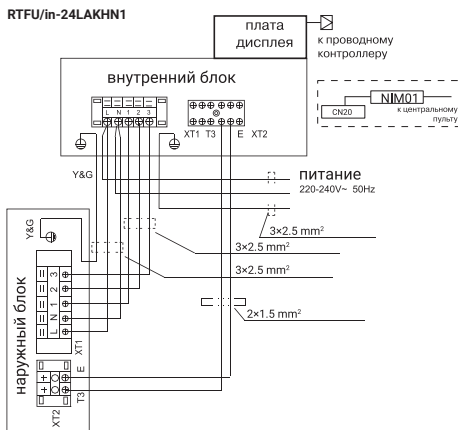 RTFU/in-24LAKHN1
плата
дисплея
к проводному
контроллеру
внутренний блок
L N 1 2 3
XT1 T3 E XT2
NIM01
CN20
к центральному
пульту
Y&G
питание
220-240V~ 50Hz
3×2.5 mm²
3×2.5 mm²
3×2.5 mm²
2×1.5 mm²
наружный блок
Y&G
3
2
1
N
L
XT1
E
T3
XT2